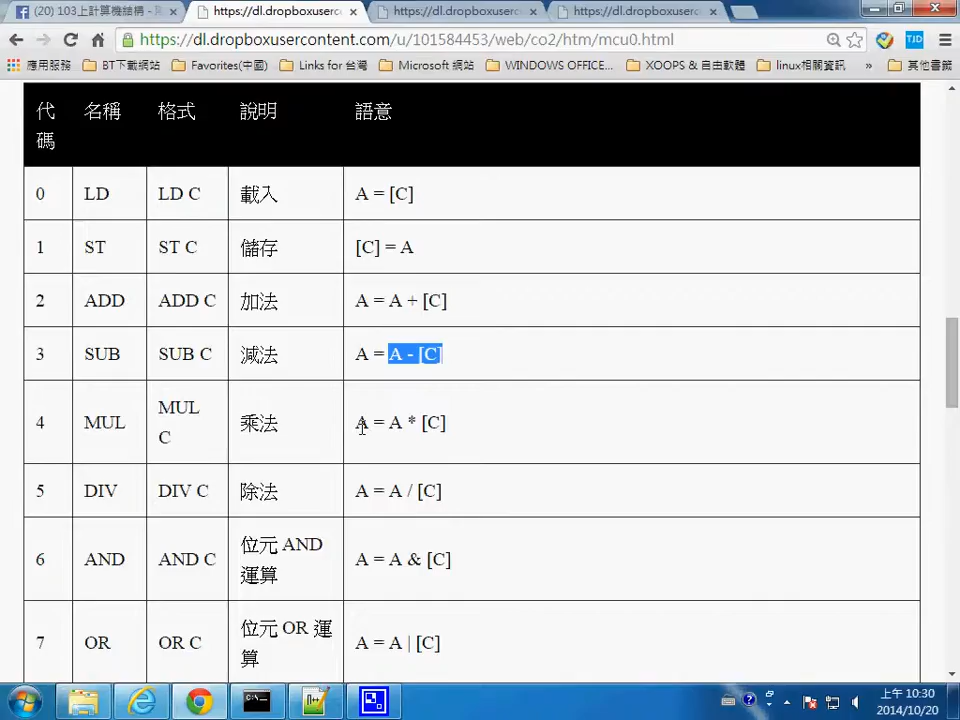 (20) 103上計算機結構 -
https://dl.dropboxuserc
https://dl.dropboxuserc
https://dl.dropboxuserc
https://dl.dropboxusercontent.com/u/101584453/web/co2/htm/mcu0.html
應用服務 BT下載網站 Favorites(中國) Links for 台灣 Microsoft 網站 WINDOWS OFFICE... XOOPS & 自由軟體 linux相關資訊 » 其他書籤
代碼 名稱 格式 說明 語意
0 LD LD C 載入 A = [C]
1 ST ST C 儲存 [C] = A
2 ADD ADD C 加法 A = A + [C]
3 SUB SUB C 減法 A = A - [C]
4 MUL MUL C 乘法 A = A * [C]
5 DIV DIV C 除法 A = A / [C]
6 AND AND C 位元 AND 運算 A = A & [C]
7 OR OR C 位元 OR 運算 A = A | [C]
上午 10:30
2014/10/20